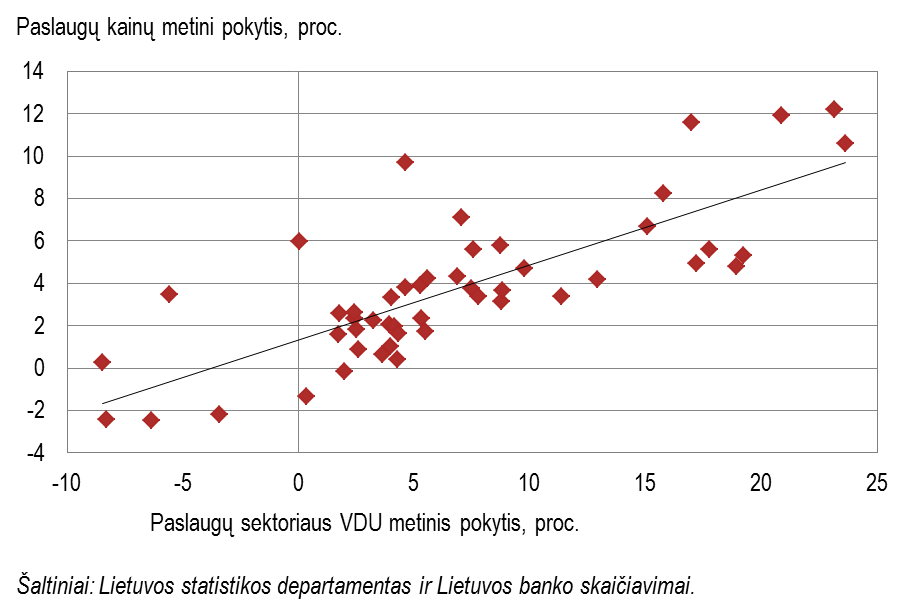 Paslaugų kainų metini pokytis, proc.
14
12
10
8
6
4
2
0
-2
-4
-10 -5 0 5 10 15 20 25
Paslaugų sektoriaus VDU metinis pokytis, proc.
Šaltiniai: Lietuvos statistikos departamentas ir Lietuvos banko skaičiavimai.